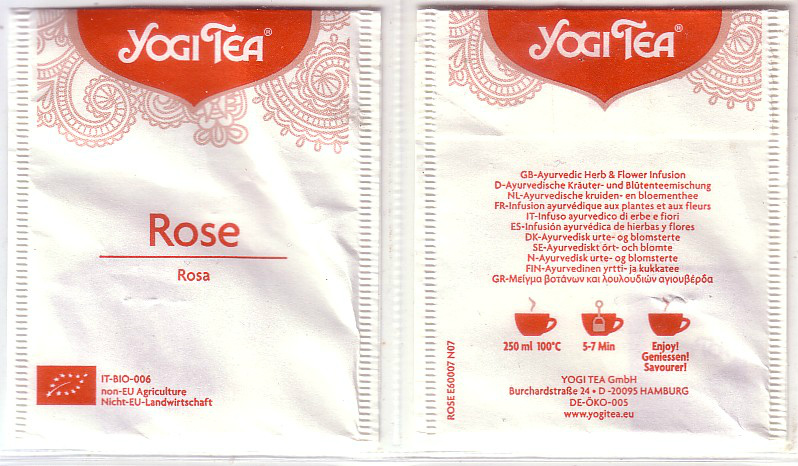 YOGI TEA®
Rose
Rosa
IT-BIO-006
non-EU Agriculture
Nicht-EU-Landwirtschaft
YOGI TEA®
GB-Ayurvedic Herb & Flower Infusion
D-Ayurvedische Kräuter- und Blütenteemischung
NL-Ayurvedische kruiden- en bloementhee
FR-Infusion ayurvédique aux plantes et aux fleurs
IT-Infuso ayurvedico di erbe e fiori
ES-Infusión ayurvédica de hierbas y flores
DK-Ayurvedisk urte- og blomsterte
SE-Ayurvediskt ört- och blomte
N-Ayurvedisk urte- og blomsterte
FIN-Ayurvedinen yrtti- ja kukkatee
GR-Μείγμα βοτάνων και λουλουδιών αγιουβέρδα
250 ml 100°C
5-7 Min
Enjoy!
Geniessen!
Savourer!
ROSE E60007 N07
YOGI TEA GmbH
Burchardstraße 24 • D -20095 HAMBURG
DE-ÖKO-005
www.yogitea.eu